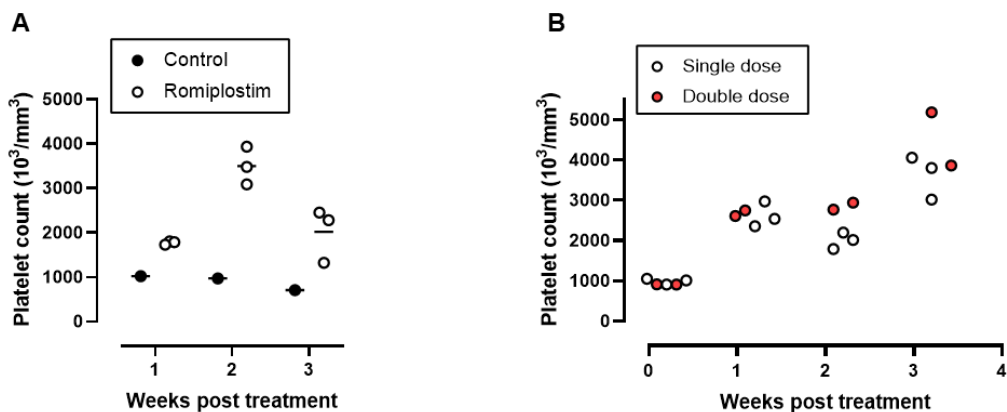 A
Control
Romiplostim
Platelet count (10³/mm³)
5000
4000
3000
2000
1000
0
1 2 3
Weeks post treatment
B
Single dose
Double dose
Platelet count (10³/mm³)
5000
4000
3000
2000
1000
0
0 1 2 3 4
Weeks post treatment